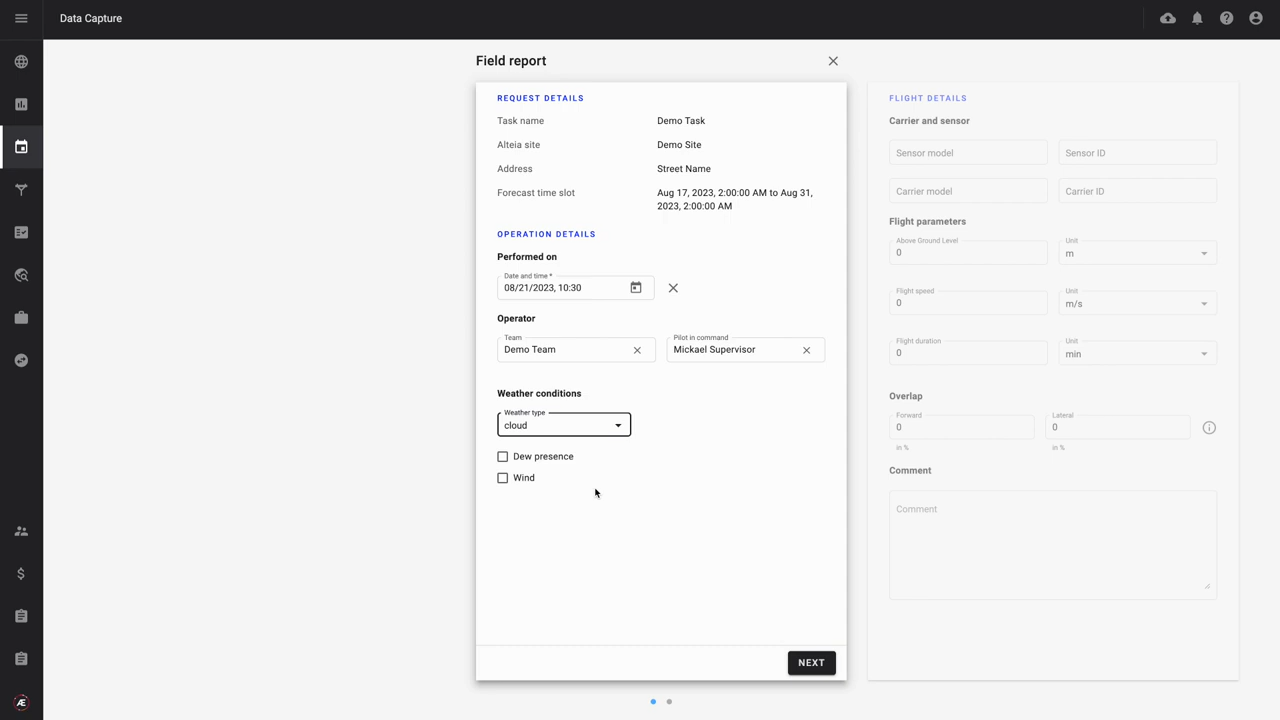 Data Capture
Field report
REQUEST DETAILS
Task name Demo Task
Alteia site Demo Site
Address Street Name
Forecast time slot Aug 17, 2023, 2:00:00 AM to Aug 31,
2023, 2:00:00 AM
OPERATION DETAILS
Performed on
Date and time *
08/21/2023, 10:30
Operator
Team Pilot in command
Demo Team Mickael Supervisor
Weather conditions
Weather type
cloud
Dew presence
Wind
NEXT
FLIGHT DETAILS
Carrier and sensor
Sensor model Sensor ID
Carrier model Carrier ID
Flight parameters
Above Ground Level Unit
0 m
Flight speed Unit
0 m/s
Flight duration Unit
0 min
Overlap
Forward Lateral
0 0
in % in %
Comment
Comment
Æ